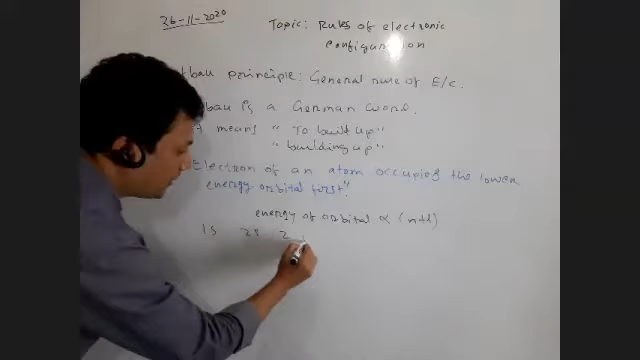 26-11-2020
Topic: Rules of electronic
configuration
principle: General rule of E/c.
is a German word.
means "To built up"
"building up"
Electron of an atom occupies the lower
energy orbital first".
energy of orbital ∝ (n+l)
1s 2s 2